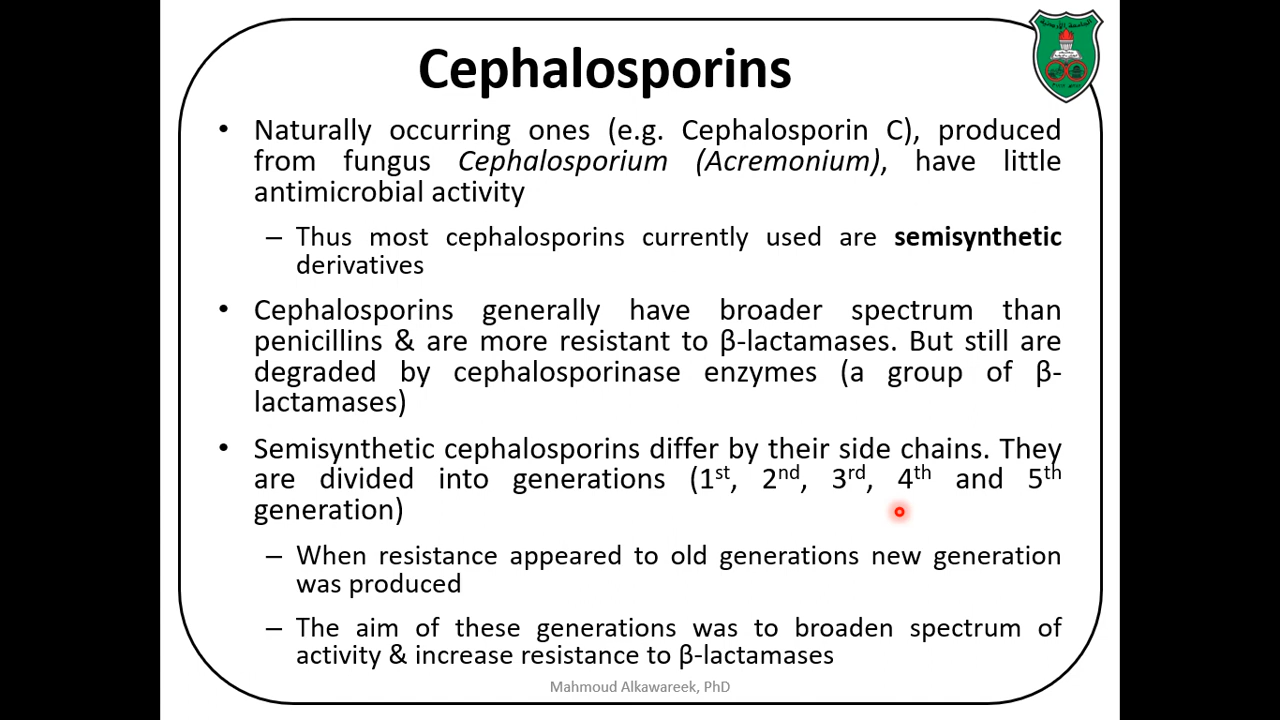 Cephalosporins
• Naturally occurring ones (e.g. Cephalosporin C), produced
from fungus Cephalosporium (Acremonium), have little
antimicrobial activity
– Thus most cephalosporins currently used are semisynthetic
derivatives
• Cephalosporins generally have broader spectrum than
penicillins & are more resistant to β-lactamases. But still are
degraded by cephalosporinase enzymes (a group of β-
lactamases)
• Semisynthetic cephalosporins differ by their side chains. They
are divided into generations (1st, 2nd, 3rd, 4th and 5th
generation)
– When resistance appeared to old generations new generation
was produced
– The aim of these generations was to broaden spectrum of
activity & increase resistance to β-lactamases
Mahmoud Alkawareek, PhD